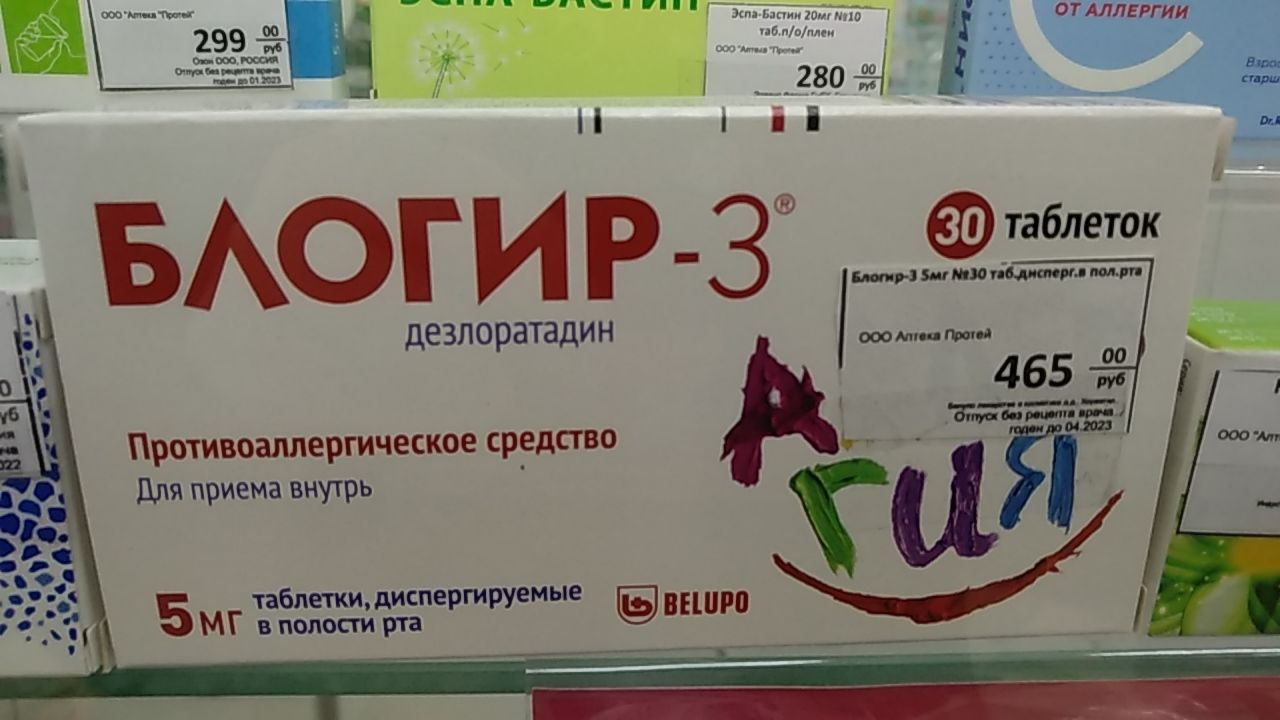 ООО "Аптека "Протей"
299 00 руб
Озон ООО, РОССИЯ
Отпуск без рецепта врача
годен до 01.2023
Эспа-Бастин 20мг №10
таб.п/о/плен
ООО "Аптека "Протей"
280 00 руб
ОТ АЛЛЕРГИИ
БЛОГИР-3®
дезлоратадин
30 таблеток
Блогир-3 5мг №30 таб.дисперг.в пол.рта
ООО Аптека Протей
465 00 руб
Отпуск без рецепта врача
годен до 04.2023
Противоаллергическое средство
Для приема внутрь
гия
5 мг таблетки, диспергируемые
в полости рта
BELUPO